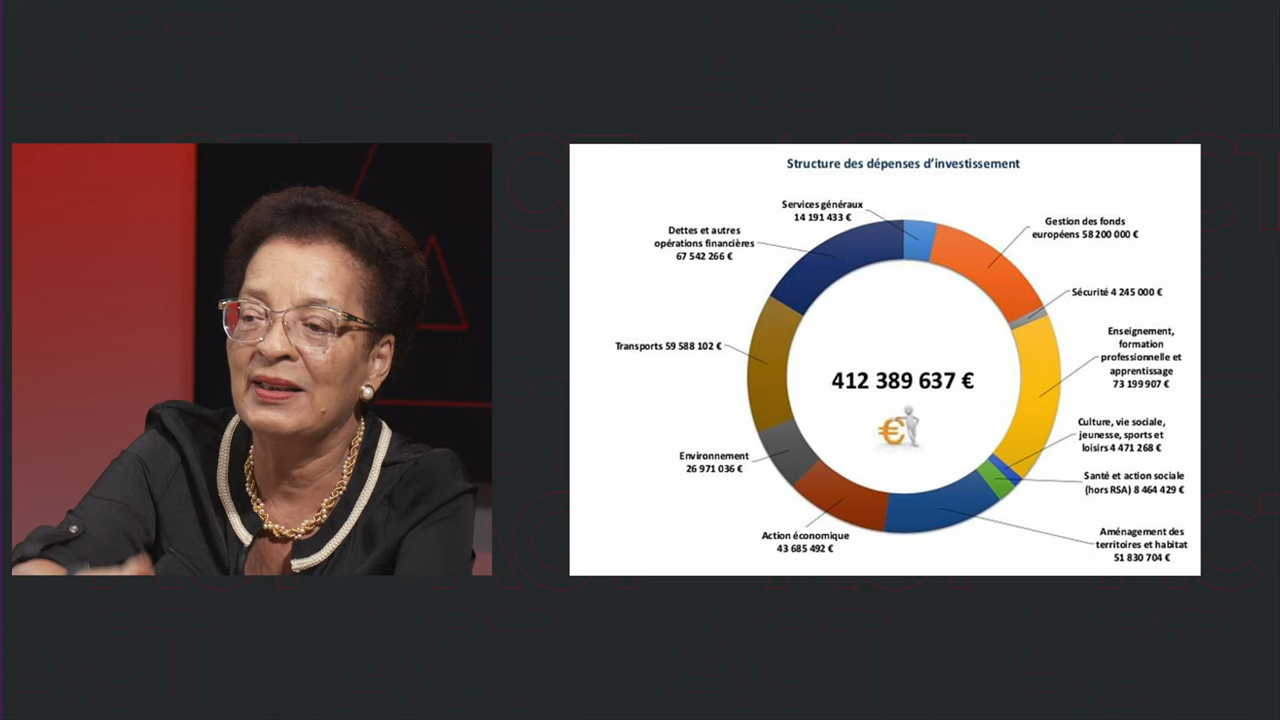 Structure des dépenses d'investissement
Services généraux
14 191 433 €
Gestion des fonds
européens 58 200 000 €
Dettes et autres
opérations financières
67 542 266 €
Sécurité 4 245 000 €
Enseignement,
formation
professionnelle et
apprentissage
73 199 907 €
Transports 59 588 102 €
412 389 637 €
€
Culture, vie sociale,
jeunesse, sports et
loisirs 4 471 268 €
Environnement
26 971 036 €
Santé et action sociale
(hors RSA) 8 464 429 €
Action économique
43 685 492 €
Aménagement des
territoires et habitat
51 830 704 €
ACT